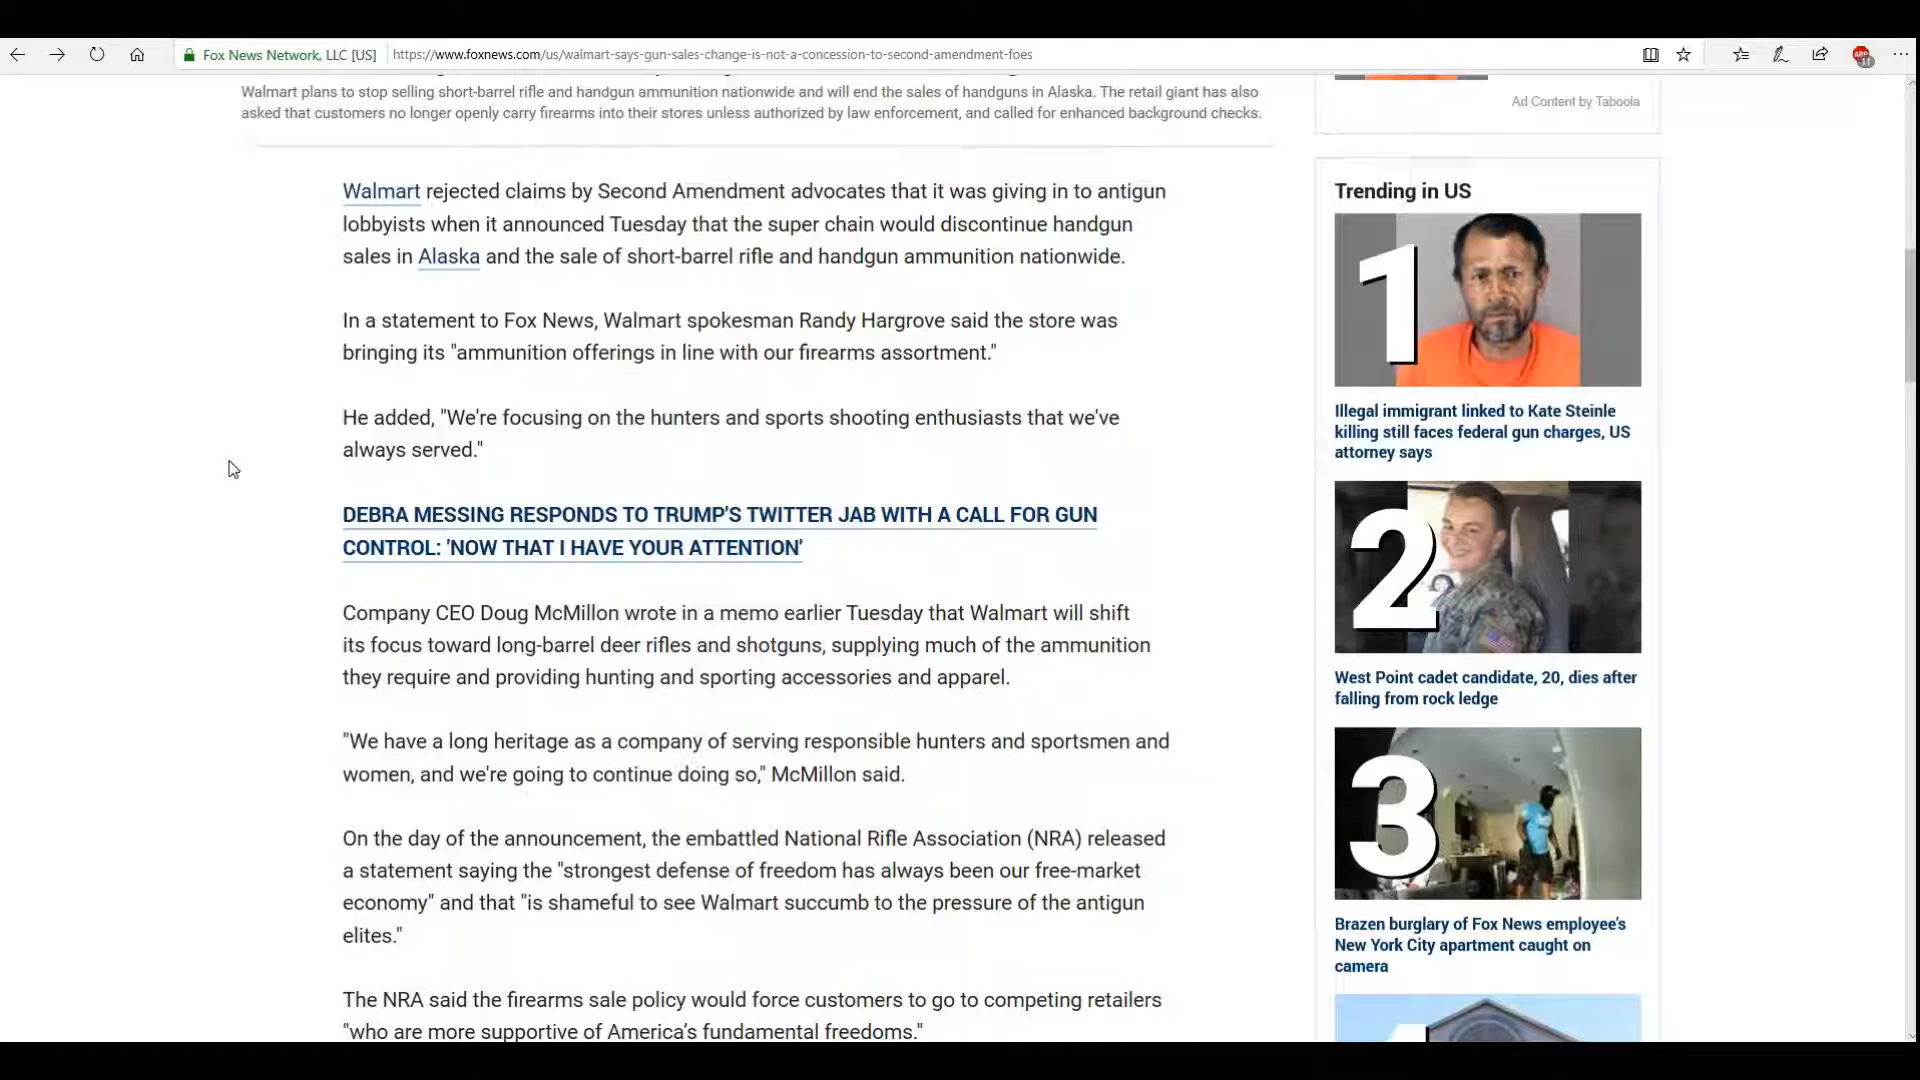 Fox News Network, LLC [US]
https://www.foxnews.com/us/walmart-says-gun-sales-change-is-not-a-concession-to-second-amendment-foes
11
Walmart plans to stop selling short-barrel rifle and handgun ammunition nationwide and will end the sales of handguns in Alaska. The retail giant has also
asked that customers no longer openly carry firearms into their stores unless authorized by law enforcement, and called for enhanced background checks.
Walmart rejected claims by Second Amendment advocates that it was giving in to antigun
lobbyists when it announced Tuesday that the super chain would discontinue handgun
sales in Alaska and the sale of short-barrel rifle and handgun ammunition nationwide.
In a statement to Fox News, Walmart spokesman Randy Hargrove said the store was
bringing its "ammunition offerings in line with our firearms assortment."
He added, "We're focusing on the hunters and sports shooting enthusiasts that we've
always served."
DEBRA MESSING RESPONDS TO TRUMP'S TWITTER JAB WITH A CALL FOR GUN
CONTROL: 'NOW THAT I HAVE YOUR ATTENTION'
Company CEO Doug McMillon wrote in a memo earlier Tuesday that Walmart will shift
its focus toward long-barrel deer rifles and shotguns, supplying much of the ammunition
they require and providing hunting and sporting accessories and apparel.
"We have a long heritage as a company of serving responsible hunters and sportsmen and
women, and we're going to continue doing so," McMillon said.
On the day of the announcement, the embattled National Rifle Association (NRA) released
a statement saying the "strongest defense of freedom has always been our free-market
economy" and that "is shameful to see Walmart succumb to the pressure of the antigun
elites."
The NRA said the firearms sale policy would force customers to go to competing retailers
"who are more supportive of America's fundamental freedoms."
Ad Content by Taboola
Trending in US
1
Illegal immigrant linked to Kate Steinle
killing still faces federal gun charges, US
attorney says
2
West Point cadet candidate, 20, dies after
falling from rock ledge
3
Brazen burglary of Fox News employee's
New York City apartment caught on
camera